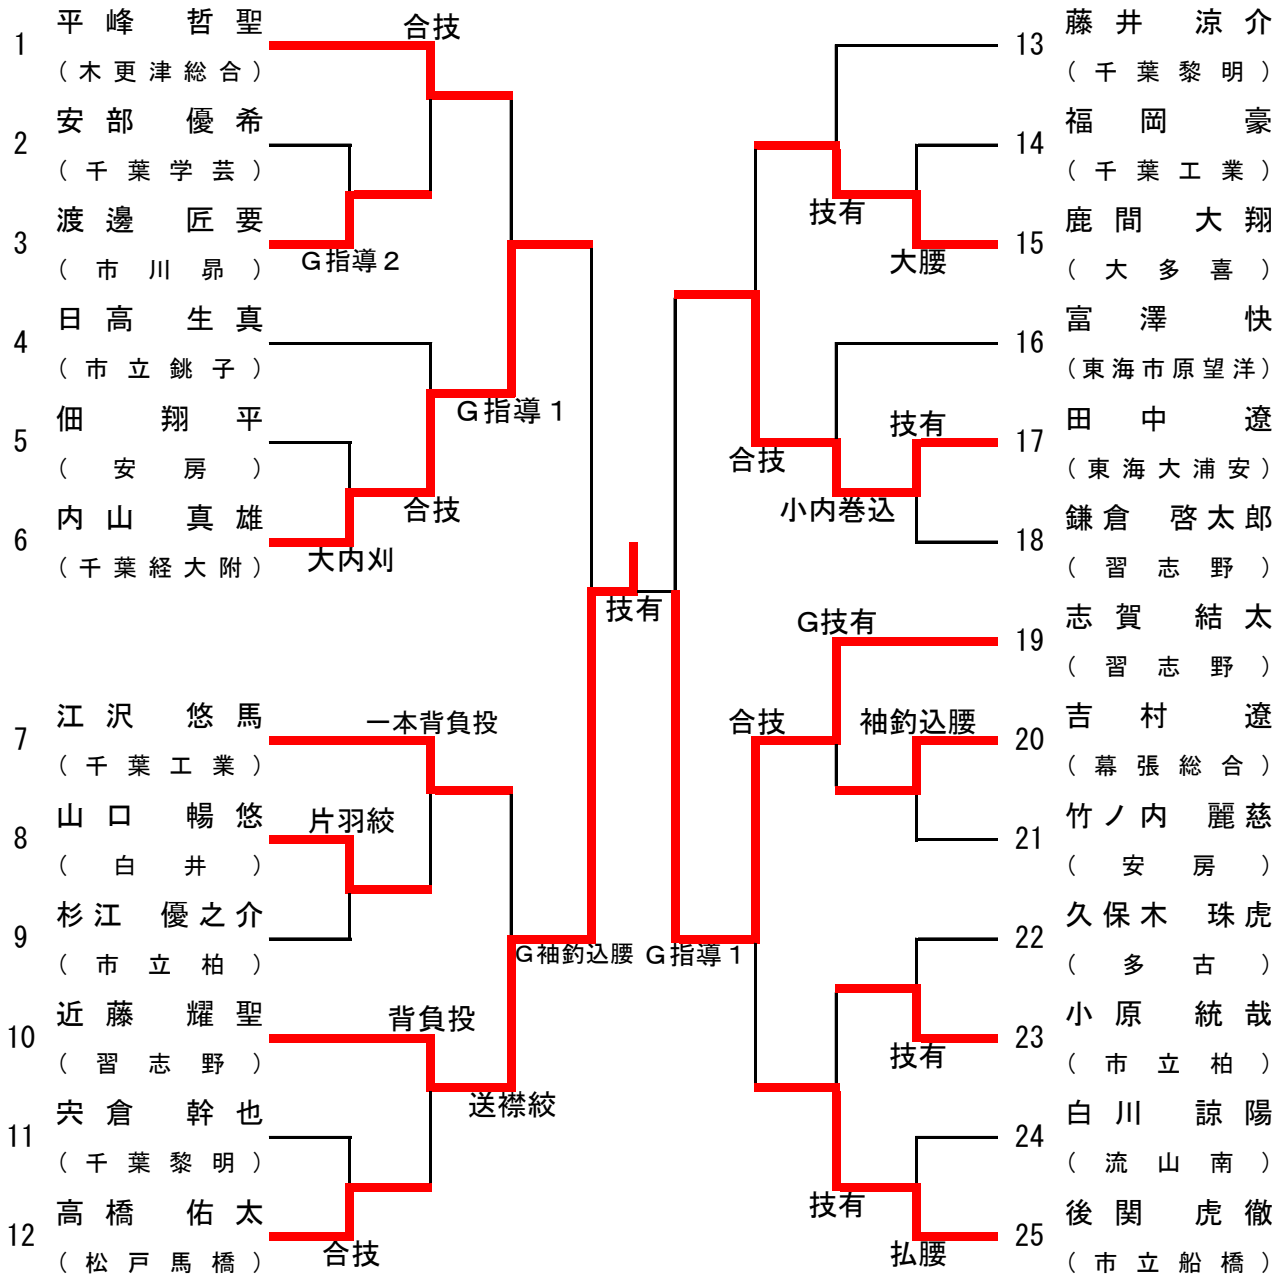 平峰 哲聖
1
（木更津総合）
合技
安部 優希
2
（千葉学芸）
渡邊 匠要
3
（市川昴）
G指導２
日高 生真
4
（市立銚子）
G指導１
佃 翔平
5
（安房）
合技
内山 真雄
6
（千葉経大附）
大内刈
技有
江沢 悠馬
7
（千葉工業）
一本背負投
山口 暢悠
8
（白井）
片羽絞
杉江 優之介
9
（市立柏）
G袖釣込腰
近藤 耀聖
10
（習志野）
背負投
送襟絞
宍倉 幹也
11
（千葉黎明）
高橋 佑太
12
（松戸馬橋）
合技
藤井 涼介
13
（千葉黎明）
福岡 豪
14
（千葉工業）
技有
鹿間 大翔
15
（大多喜）
大腰
富澤 快
16
（東海市原望洋）
技有
田中 遼
17
（東海大浦安）
合技
小内巻込
鎌倉 啓太郎
18
（習志野）
G技有
志賀 結太
19
（習志野）
合技
袖釣込腰
吉村 遼
20
（幕張総合）
竹ノ内 麗慈
21
（安房）
久保木 珠虎
22
（多古）
G指導１
小原 統哉
23
（市立柏）
技有
白川 諒陽
24
（流山南）
技有
後関 虎徹
25
（市立船橋）
払腰